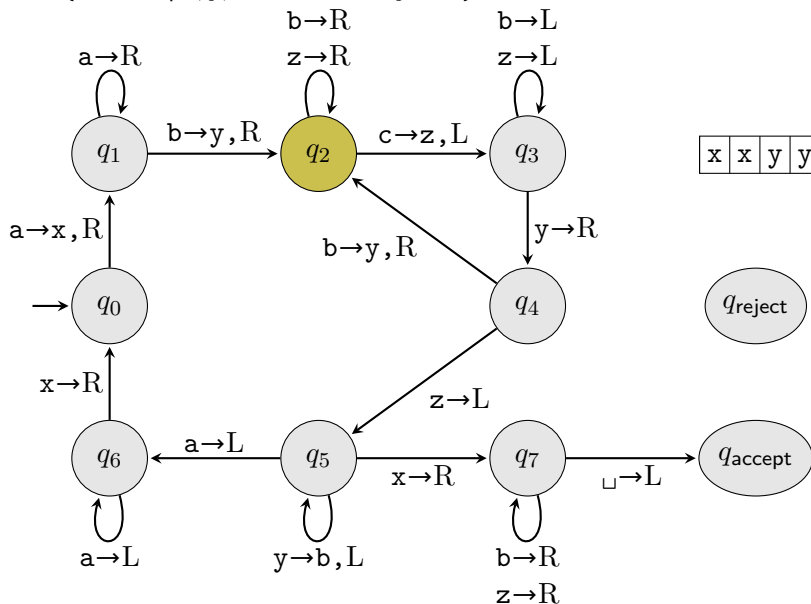 b→R b→L
a→R z→R z→L
q1 b→y,R q2 c→z,L q3 x x y y
a→x,R b→y,R y→R
q0 q4 qreject
x→R z→L
q6 a→L q5 x→R q7 ␣→L qaccept
a→L y→b,L b→R
z→R